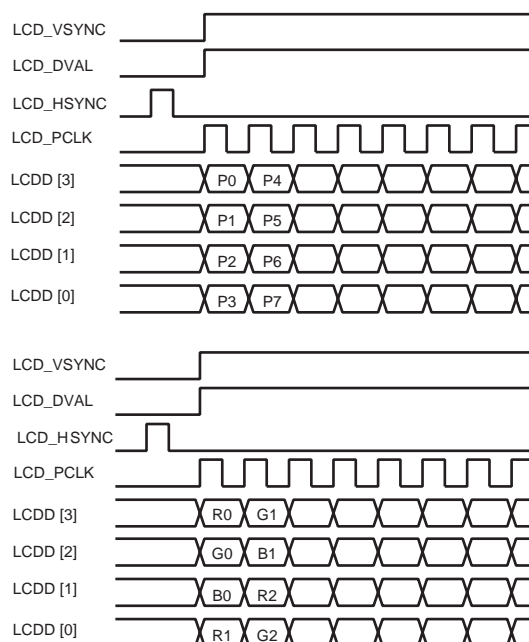 LCD_VSYNC
LCD_DVAL
LCD_HSYNC
LCD_PCLK
LCDD [3] P0 P4
LCDD [2] P1 P5
LCDD [1] P2 P6
LCDD [0] P3 P7
LCD_VSYNC
LCD_DVAL
LCD_HSYNC
LCD_PCLK
LCDD [3] R0 G1
LCDD [2] G0 B1
LCDD [1] B0 R2
LCDD [0] R1 G2